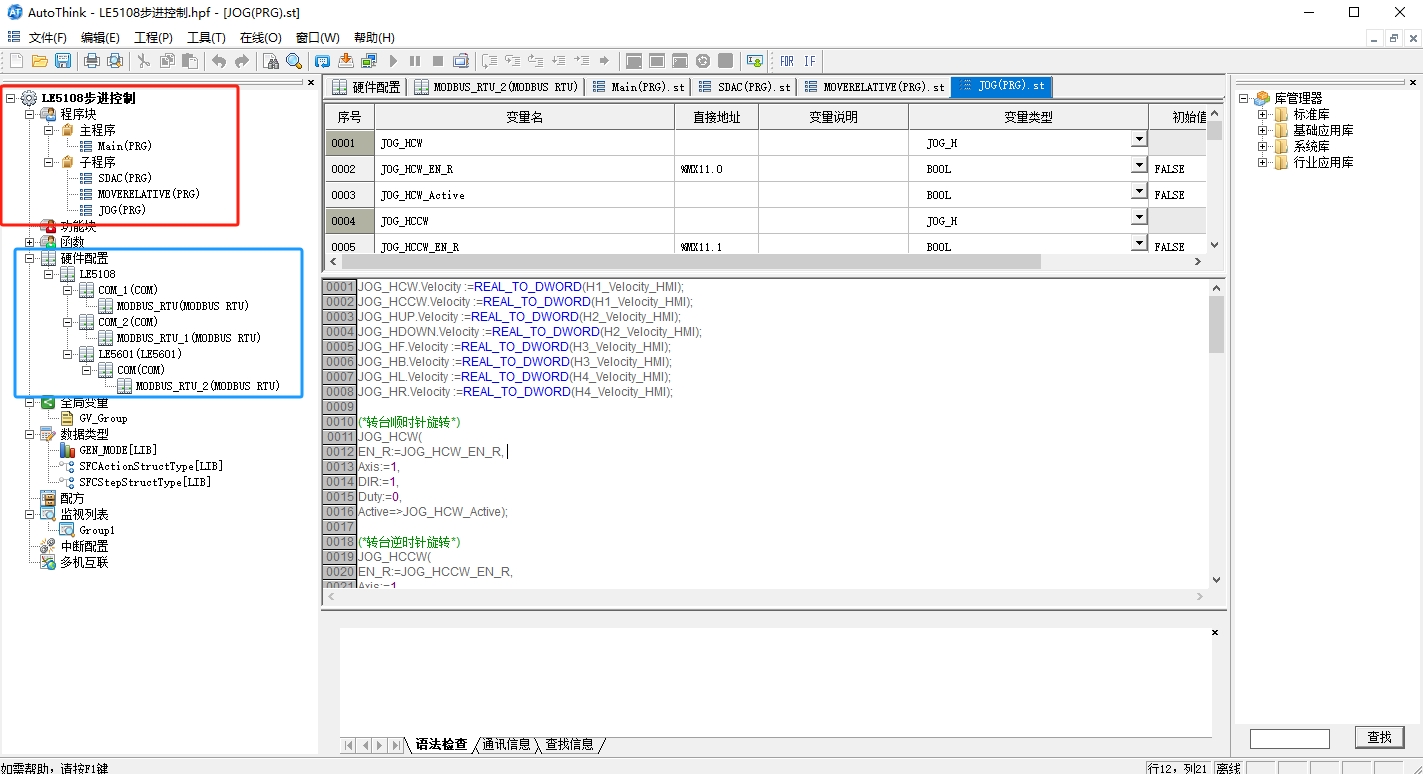 AutoThink - LE5108步进控制.hpf - [JOG(PRG).st]
文件(F) 编辑(E) 工程(P) 工具(T) 在线(O) 窗口(W) 帮助(H)
FOR IF
LE5108步进控制
程序块
主程序
Main(PRG)
子程序
SDAC(PRG)
MOVERELATIVE(PRG)
JOG(PRG)
功能块
函数
硬件配置
LE5108
COM_1(COM)
MODBUS_RTU(MODBUS RTU)
COM_2(COM)
MODBUS_RTU_1(MODBUS RTU)
LE5601(LE5601)
COM(COM)
MODBUS_RTU_2(MODBUS RTU)
全局变量
GV_Group
数据类型
GEN_MODE[LIB]
SFCActionStructType[LIB]
SFCStepStructType[LIB]
配方
监视列表
Group1
中断配置
多机互联
硬件配置 MODBUS_RTU_2(MODBUS RTU) Main(PRG).st SDAC(PRG).st MOVERELATIVE(PRG).st JOG(PRG).st
序号 变量名 直接地址 变量说明 变量类型 初始值
0001 JOG_HCW JOG_H
0002 JOG_HCW_EN_R %MX11.0 BOOL FALSE
0003 JOG_HCW_Active BOOL FALSE
0004 JOG_HCCW JOG_H
0005 JOG_HCCW_EN_R %MX11.1 BOOL FALSE
0001 JOG_HCW.Velocity :=REAL_TO_DWORD(H1_Velocity_HMI);
0002 JOG_HCCW.Velocity :=REAL_TO_DWORD(H1_Velocity_HMI);
0003 JOG_HUP.Velocity :=REAL_TO_DWORD(H2_Velocity_HMI);
0004 JOG_HDOWN.Velocity :=REAL_TO_DWORD(H2_Velocity_HMI);
0005 JOG_HF.Velocity :=REAL_TO_DWORD(H3_Velocity_HMI);
0006 JOG_HB.Velocity :=REAL_TO_DWORD(H3_Velocity_HMI);
0007 JOG_HL.Velocity :=REAL_TO_DWORD(H4_Velocity_HMI);
0008 JOG_HR.Velocity :=REAL_TO_DWORD(H4_Velocity_HMI);
0009
0010 (*转台顺时针旋转*)
0011 JOG_HCW(
0012 EN_R:=JOG_HCW_EN_R,
0013 Axis:=1,
0014 DIR:=1,
0015 Duty:=0,
0016 Active=>JOG_HCW_Active);
0017
0018 (*转台逆时针旋转*)
0019 JOG_HCCW(
0020 EN_R:=JOG_HCCW_EN_R,
0021 Axis:=1
语法检查 通讯信息 查找信息
库管理器
标准库
基础应用库
系统库
行业应用库
查找
如需帮助, 请按F1键
行12, 列21 离线